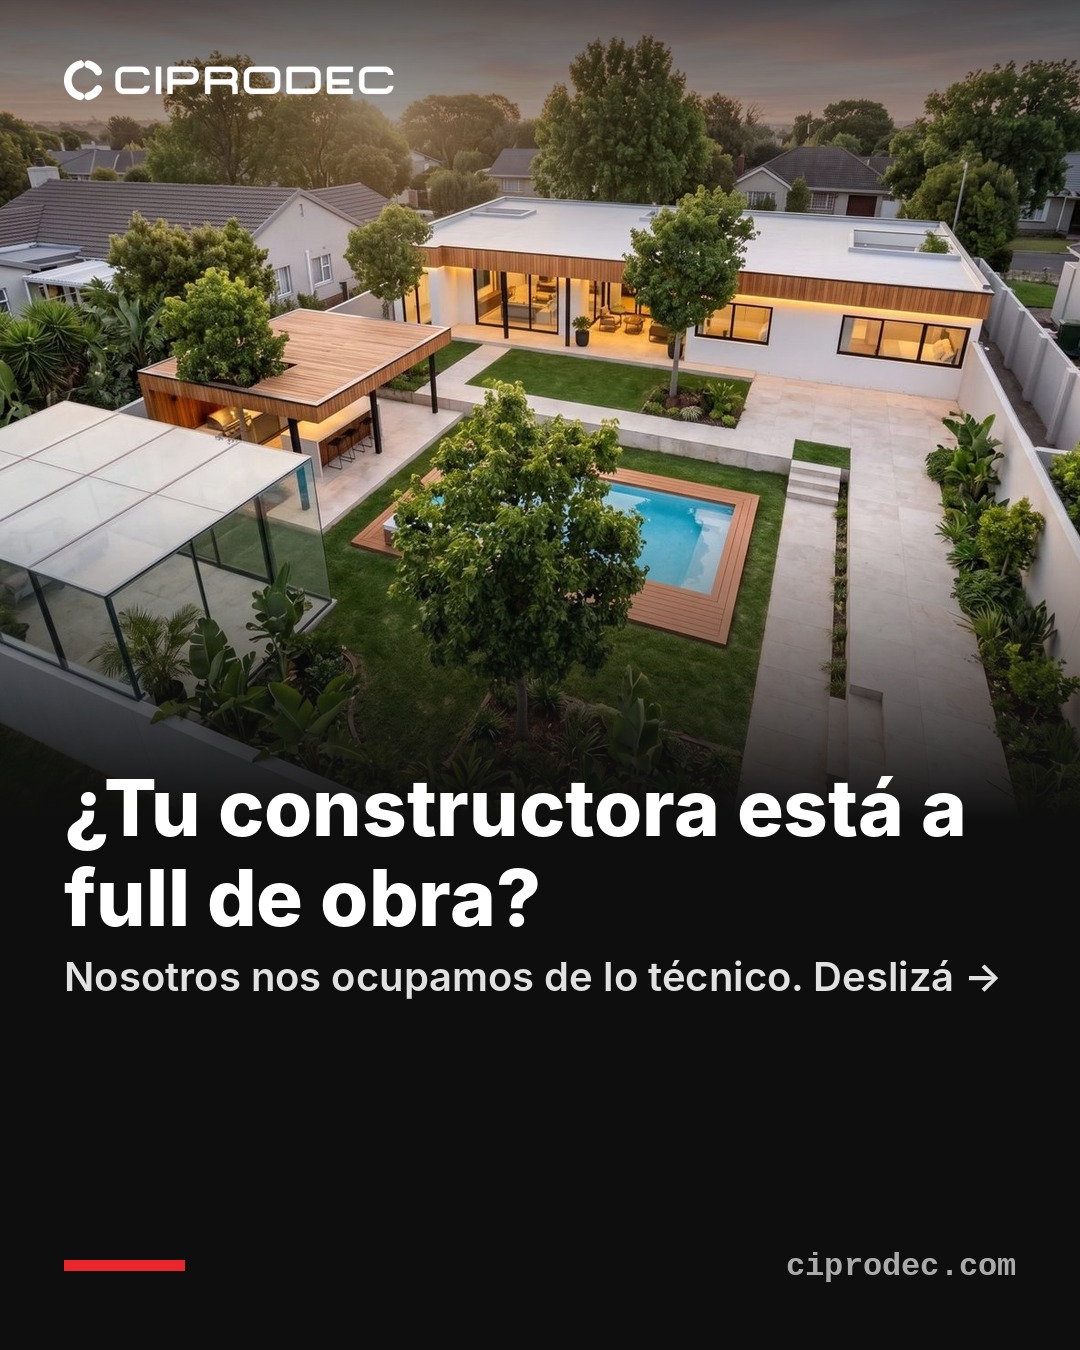 CIPRODEC
¿Tu constructora está a
full de obra?
Nosotros nos ocupamos de lo técnico. Deslizá →
ciprodec.com